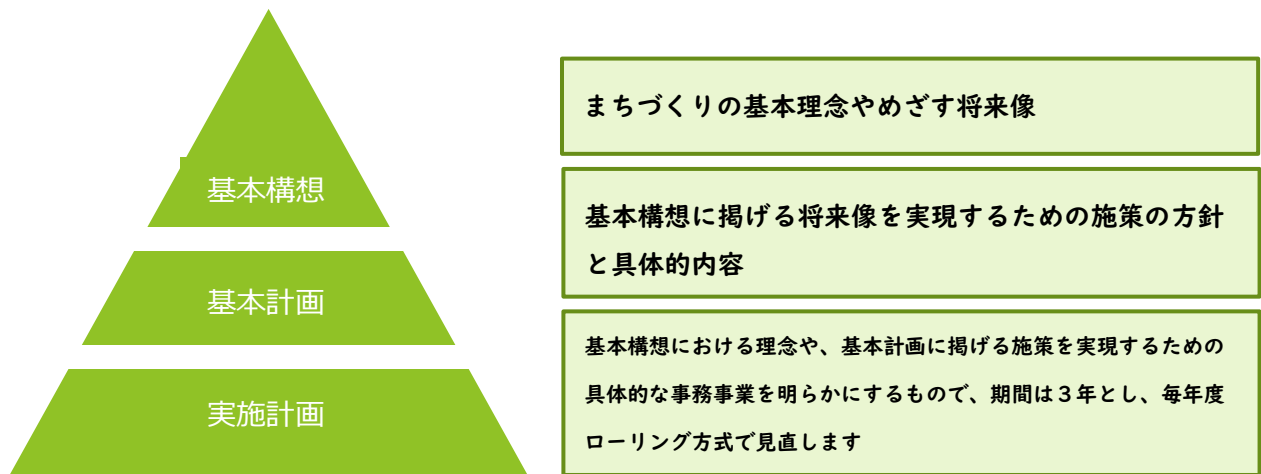 基本構想
まちづくりの基本理念やめざす将来像
基本計画
基本構想に掲げる将来像を実現するための施策の方針
と具体的内容
実施計画
基本構想における理念や、基本計画に掲げる施策を実現するための
具体的な事務事業を明らかにするもので、期間は3年とし、毎年度
ローリング方式で見直します